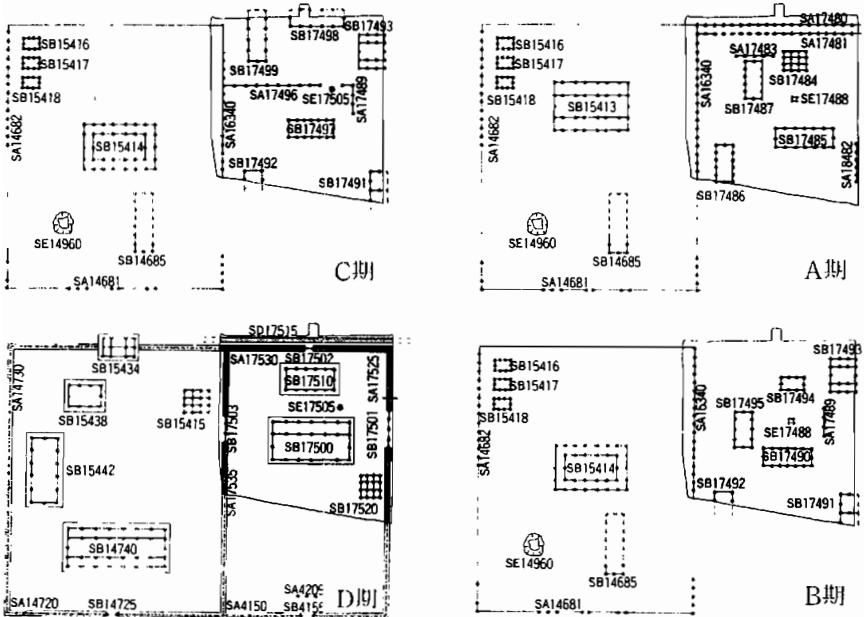 SB15416
SB15417
SB15418
SA14682
SB15414
SE14960
SB14685
SA14681
SB17498
SB17493
SB17499
SA17496
SE17505
SA17489
SA16340
SB17497
SB17492
SB17491
C期
SB15416
SB15417
SB15418
SA14682
SB15413
SE14960
SB14685
SA14681
SA17480
SA17481
SA17483
SB17484
SA16340
SB17487
SE17488
SB17485
SA18482
SB17486
A期
SD17515
SB15434
SA14730
SB15438
SB15415
SB15442
SB14740
SA14720
SB14725
SA17530
SB17502
SA17525
SB17510
SE17505
SB17503
SB17501
SB17500
SA17535
SB17520
SA4150
D期
SB15416
SB15417
SB15418
SA14682
SB15414
SE14960
SB14685
SA14681
SB17493
SA16340
SB17494
SB17495
SE17488
SA17489
SB17490
SB17492
SB17491
B期